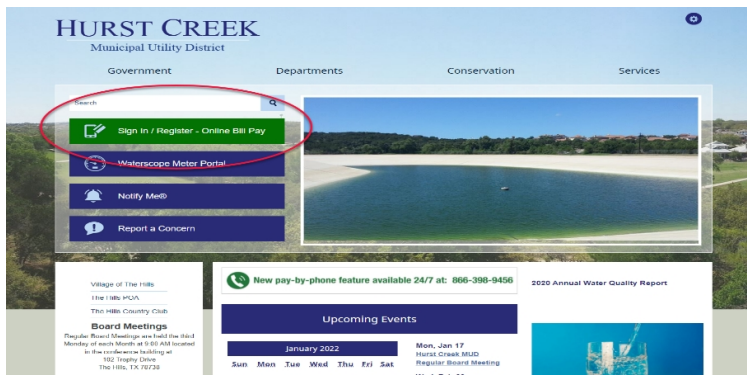 HURST CREEK
Municipal Utility District
Government
Departments
Conservation
Services
Search
Sign In / Register - Online Bill Pay
Waterscope Meter Portal
Notify Me®
Report a Concern
Village of The Hills
The Hills POA
The Hills Country Club
Board Meetings
Regular Board Meetings are held the third
Monday of each Month at 9:00 AM located
in the conference building at
102 Trophy Drive
The Hills, TX 78738
New pay-by-phone feature available 24/7 at: 866-398-9456
Upcoming Events
January 2022
Sun Mon Tue Wed Thu Fri Sat
Mon, Jan 17
Hurst Creek MUD
Regular Board Meeting
2020 Annual Water Quality Report